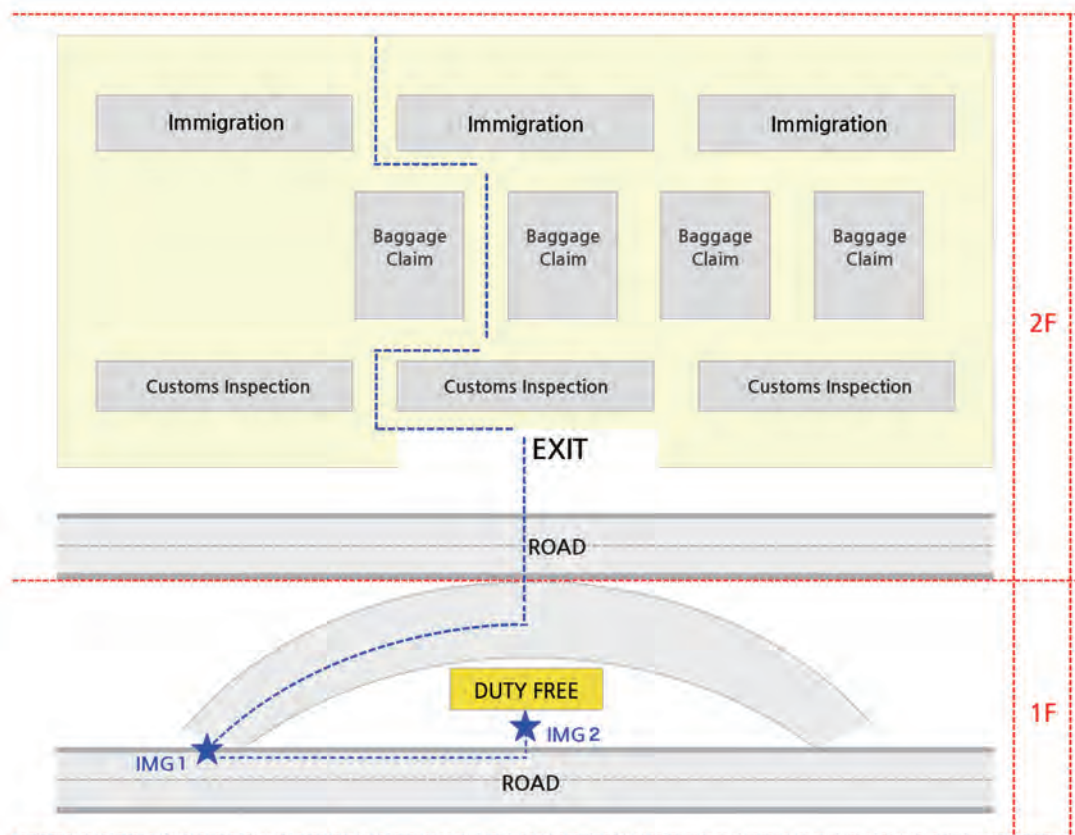 Immigration
Immigration
Immigration
Baggage
Claim
Baggage
Claim
Baggage
Claim
Baggage
Claim
2F
Customs Inspection
Customs Inspection
Customs Inspection
EXIT
ROAD
DUTY FREE
1F
IMG 2
IMG 1
ROAD